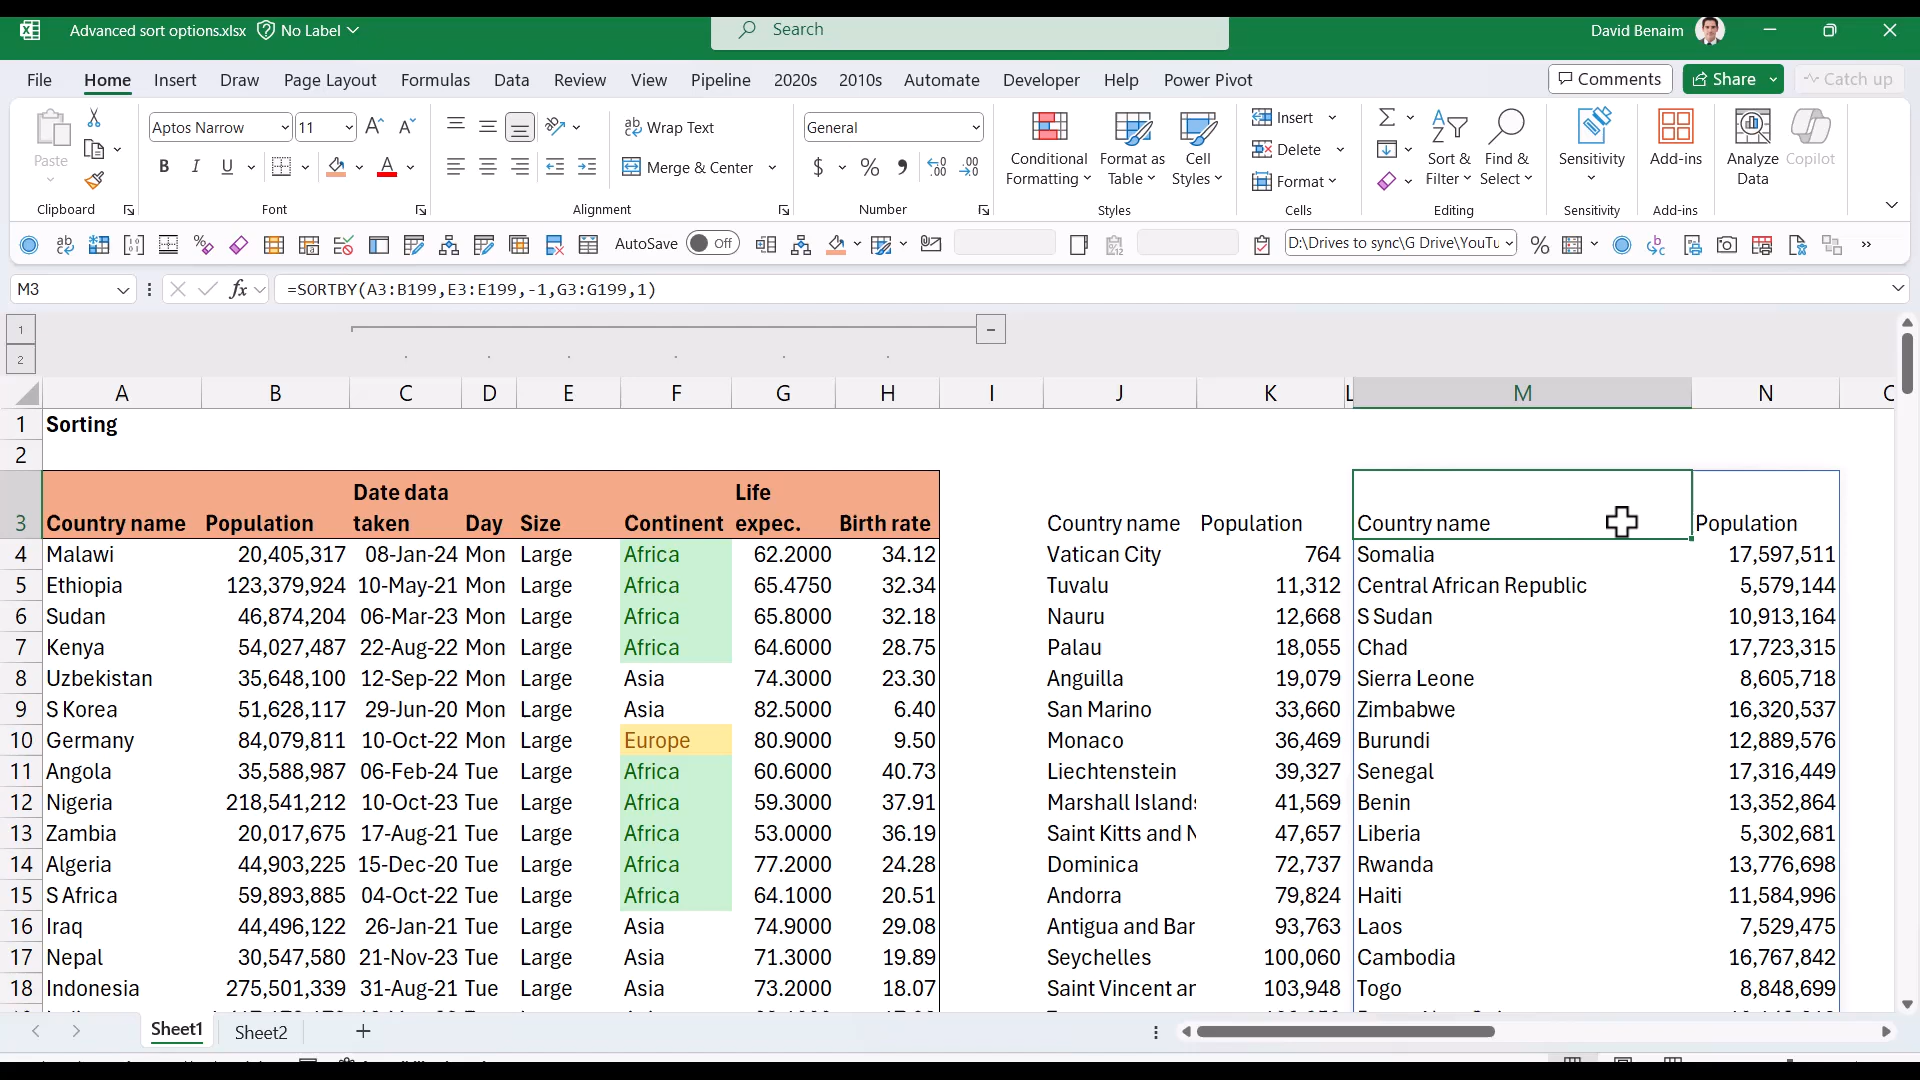 Advanced sort options.xlsx No Label
Search
David Benaim
File Home Insert Draw Page Layout Formulas Data Review View Pipeline 2020s 2010s Automate Developer Help Power Pivot
Comments Share Catch up
Paste
Clipboard
Aptos Narrow 11
B I U
Font
Wrap Text
Merge & Center
Alignment
General
$ %
Number
Conditional Formatting
Format as Table
Cell Styles
Styles
Insert
Delete
Format
Cells
Sort & Filter
Find & Select
Editing
Sensitivity
Sensitivity
Add-ins
Add-ins
Analyze Data
Copilot
AutoSave Off
D:\Drives to sync\G Drive\YouTu
M3 fx =SORTBY(A3:B199,E3:E199,-1,G3:G199,1)
1
2
A B C D E F G H I J K L M N
1 Sorting
2
3 Country name Population Date data taken Day Size Continent Life expec. Birth rate Country name Population Country name Population
4 Malawi 20,405,317 08-Jan-24 Mon Large Africa 62.2000 34.12 Vatican City 764 Somalia 17,597,511
5 Ethiopia 123,379,924 10-May-21 Mon Large Africa 65.4750 32.34 Tuvalu 11,312 Central African Republic 5,579,144
6 Sudan 46,874,204 06-Mar-23 Mon Large Africa 65.8000 32.18 Nauru 12,668 S Sudan 10,913,164
7 Kenya 54,027,487 22-Aug-22 Mon Large Africa 64.6000 28.75 Palau 18,055 Chad 17,723,315
8 Uzbekistan 35,648,100 12-Sep-22 Mon Large Asia 74.3000 23.30 Anguilla 19,079 Sierra Leone 8,605,718
9 S Korea 51,628,117 29-Jun-20 Mon Large Asia 82.5000 6.40 San Marino 33,660 Zimbabwe 16,320,537
10 Germany 84,079,811 10-Oct-22 Mon Large Europe 80.9000 9.50 Monaco 36,469 Burundi 12,889,576
11 Angola 35,588,987 06-Feb-24 Tue Large Africa 60.6000 40.73 Liechtenstein 39,327 Senegal 17,316,449
12 Nigeria 218,541,212 10-Oct-23 Tue Large Africa 59.3000 37.91 Marshall Islands 41,569 Benin 13,352,864
13 Zambia 20,017,675 17-Aug-21 Tue Large Africa 53.0000 36.19 Saint Kitts and N 47,657 Liberia 5,302,681
14 Algeria 44,903,225 15-Dec-20 Tue Large Africa 77.2000 24.28 Dominica 72,737 Rwanda 13,776,698
15 S Africa 59,893,885 04-Oct-22 Tue Large Africa 64.1000 20.51 Andorra 79,824 Haiti 11,584,996
16 Iraq 44,496,122 26-Jan-21 Tue Large Asia 74.9000 29.08 Antigua and Bar 93,763 Laos 7,529,475
17 Nepal 30,547,580 21-Nov-23 Tue Large Asia 71.3000 19.89 Seychelles 100,060 Cambodia 16,767,842
18 Indonesia 275,501,339 31-Aug-21 Tue Large Asia 73.2000 18.07 Saint Vincent ar 103,948 Togo 8,848,699
Sheet1 Sheet2